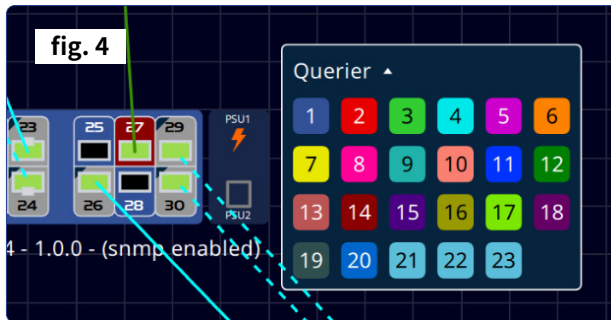 fig. 4
23 25 27 29
PSU1
24 26 28 30
PSU2
4 - 1.0.0 - (snmp enabled)
Querier ▲
1 2 3 4 5 6
7 8 9 10 11 12
13 14 15 16 17 18
19 20 21 22 23